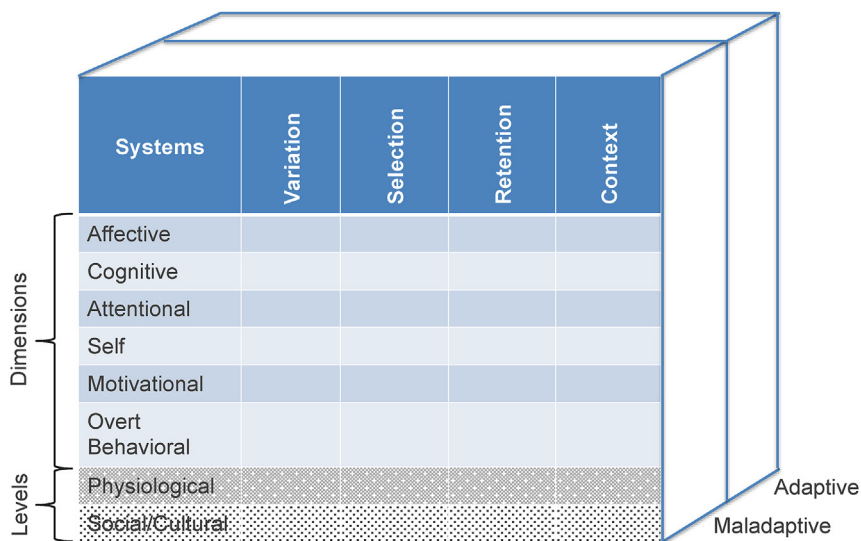 Systems
Variation
Selection
Retention
Context
Dimensions
Affective
Cognitive
Attentional
Self
Motivational
Overt
Behavioral
Levels
Physiological
Social/Cultural
Adaptive
Maladaptive